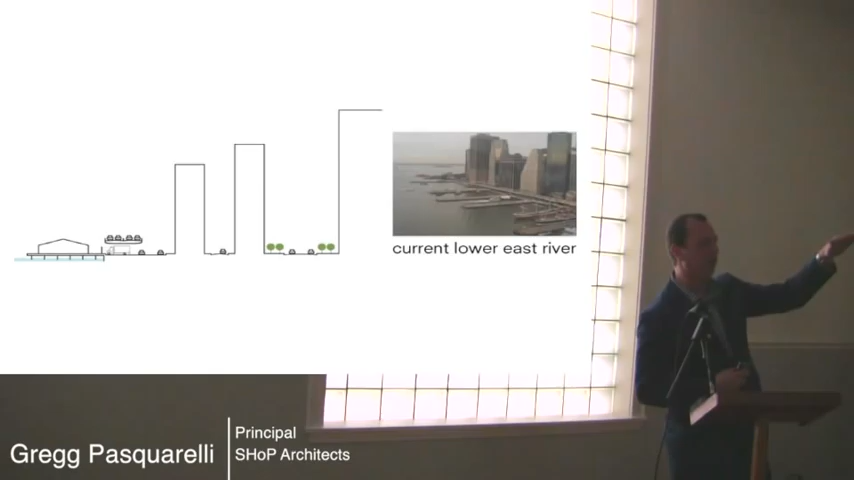 current lower east river
Gregg Pasquarelli
Principal
SHoP Architects